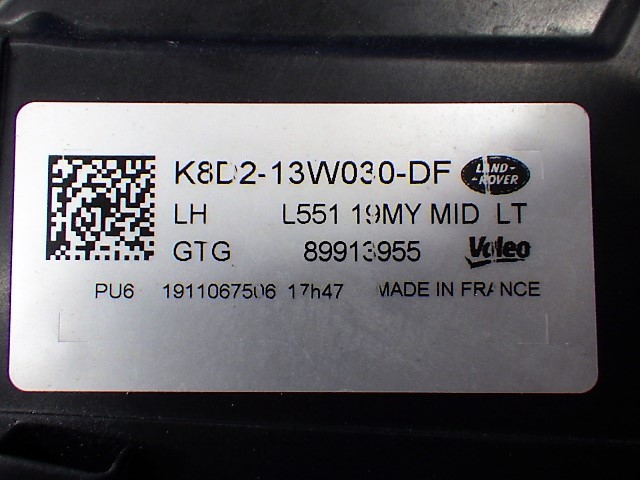 K8D2-13W030-DF LAND-ROVER
LH L551 19MY MID LT
GTG 89913955 Valeo
PU6 1911067506 17h47 MADE IN FRANCE